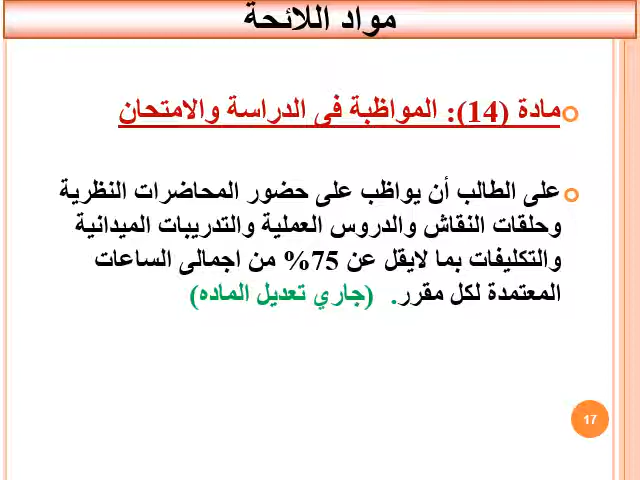 مواد اللائحة
مادة (14): المواظبة فى الدراسة والامتحان
على الطالب أن يواظب على حضور المحاضرات النظرية
وحلقات النقاش والدروس العملية والتدريبات الميدانية
والتكليفات بما لايقل عن 75% من اجمالى الساعات
المعتمدة لكل مقرر. (جاري تعديل الماده)
17